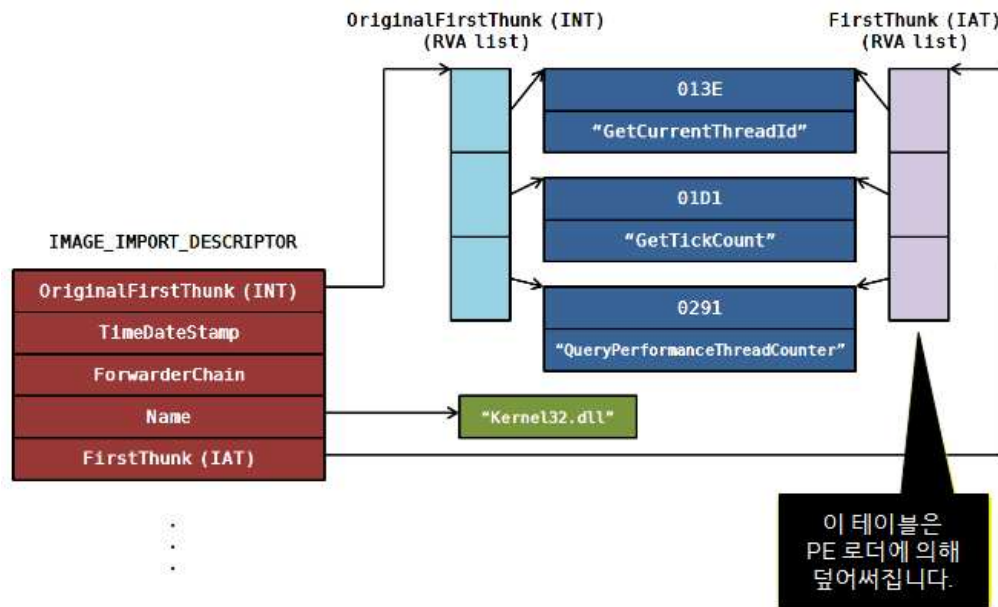 OriginalFirstThunk (INT)
(RVA list)
FirstThunk (IAT)
(RVA list)
013E
“GetCurrentThreadId”
01D1
“GetTickCount”
0291
“QueryPerformanceThreadCounter”
IMAGE_IMPORT_DESCRIPTOR
OriginalFirstThunk (INT)
TimeDateStamp
ForwarderChain
Name
FirstThunk (IAT)
“Kernel32.dll”
이 테이블은
PE 로더에 의해
덮어써집니다.